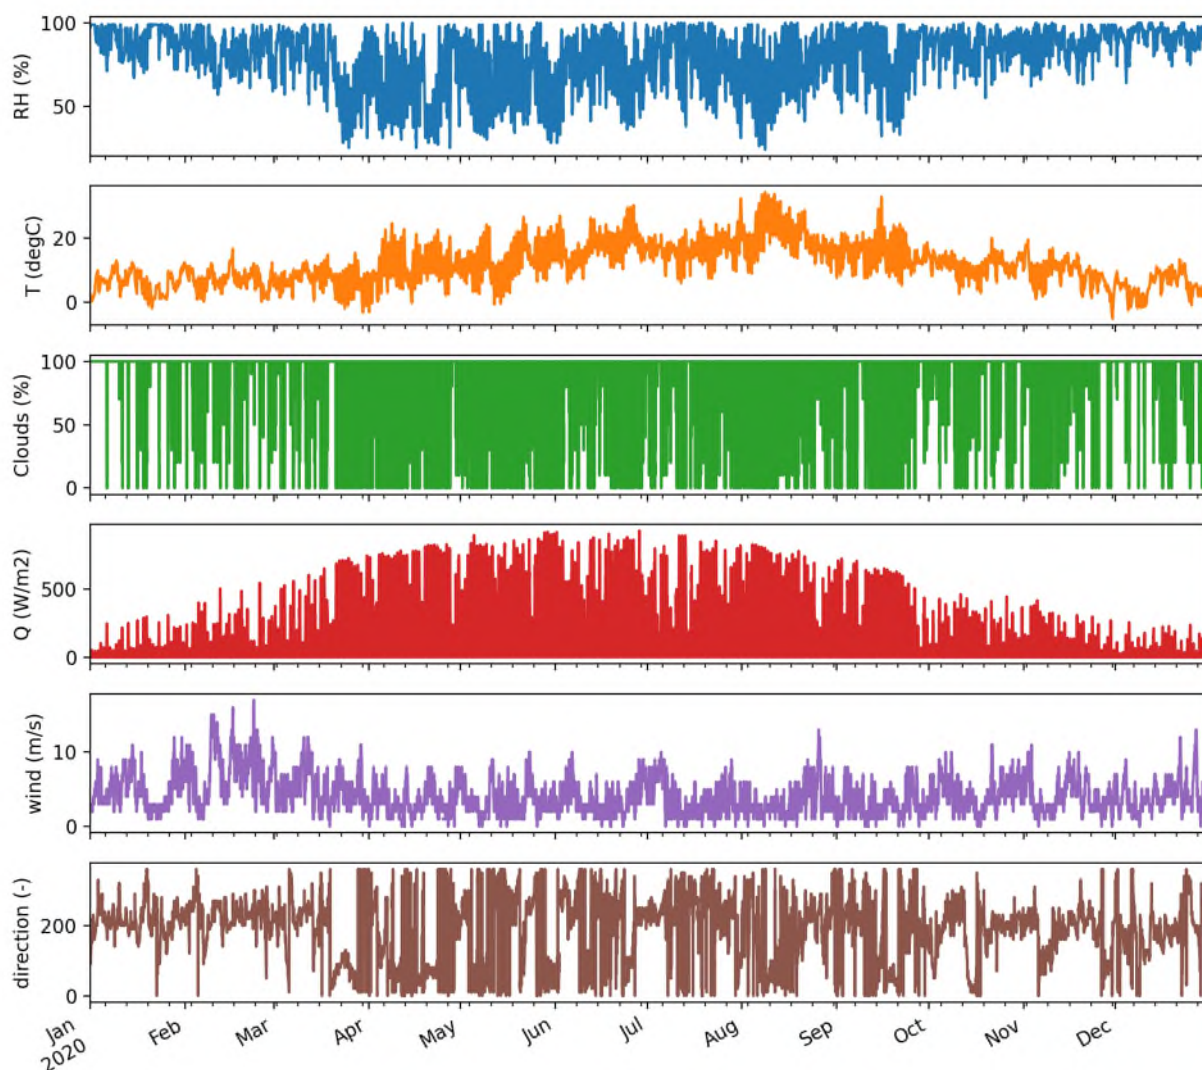 100
50
RH (%)
20
0
T (degC)
100
50
0
Clouds (%)
500
0
Q (W/m2)
10
0
wind (m/s)
200
0
direction (-)
Jan
2020
Feb
Mar
Apr
May
Jun
Jul
Aug
Sep
Oct
Nov
Dec